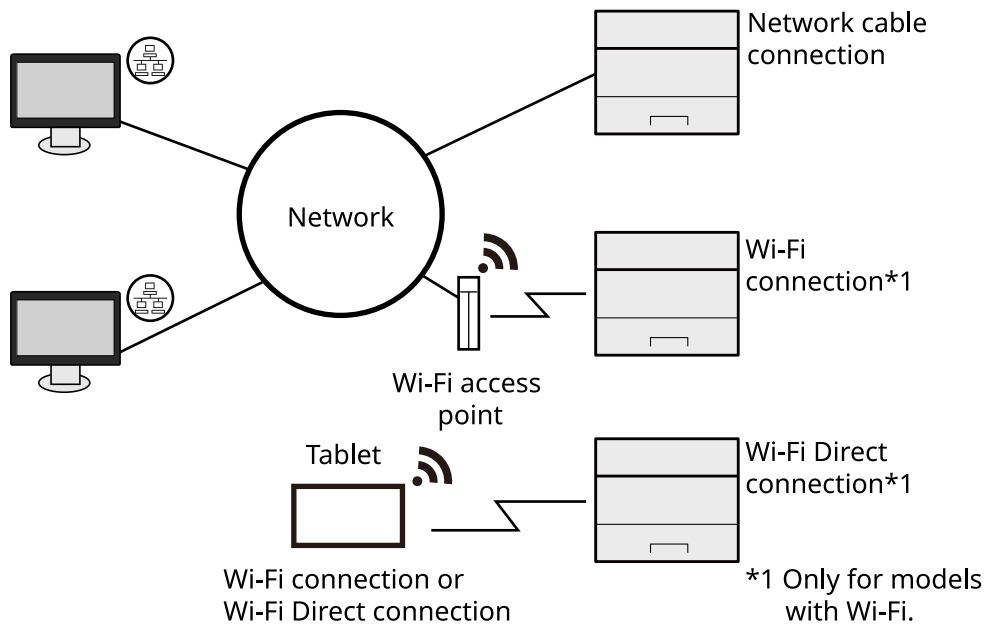 Network cable
connection
Network
Wi-Fi
connection*1
Wi-Fi access
point
Tablet
Wi-Fi Direct
connection*1
Wi-Fi connection or
Wi-Fi Direct connection
*1 Only for models
with Wi-Fi.